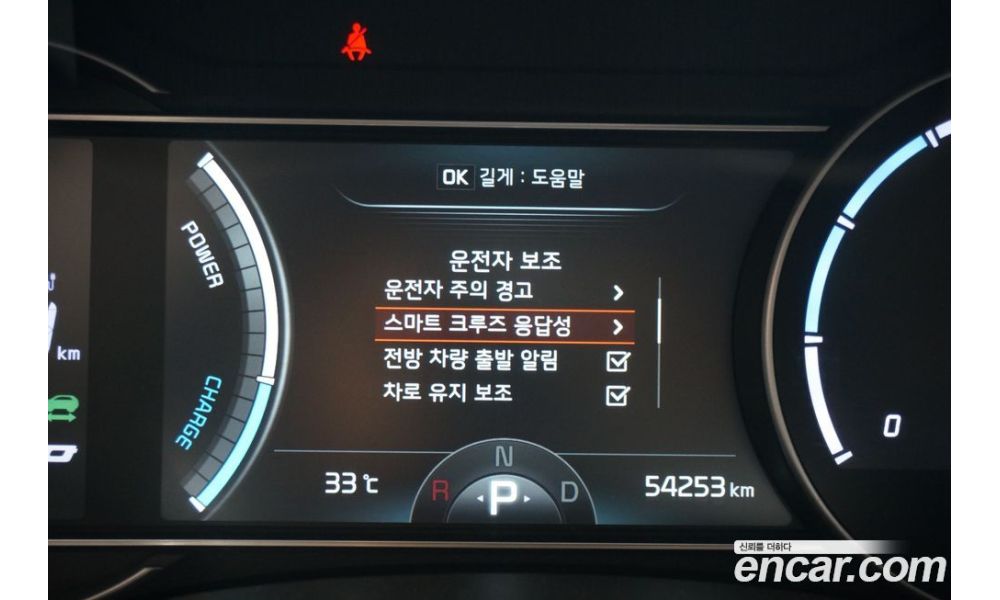 OK 길게 : 도움말
운전자 보조
운전자 주의 경고
스마트 크루즈 응답성
전방 차량 출발 알림
차로 유지 보조
POWER
CHARGE
km
33 ℃
N
R P D
54253 km
0
신뢰를 더하다
encar.com